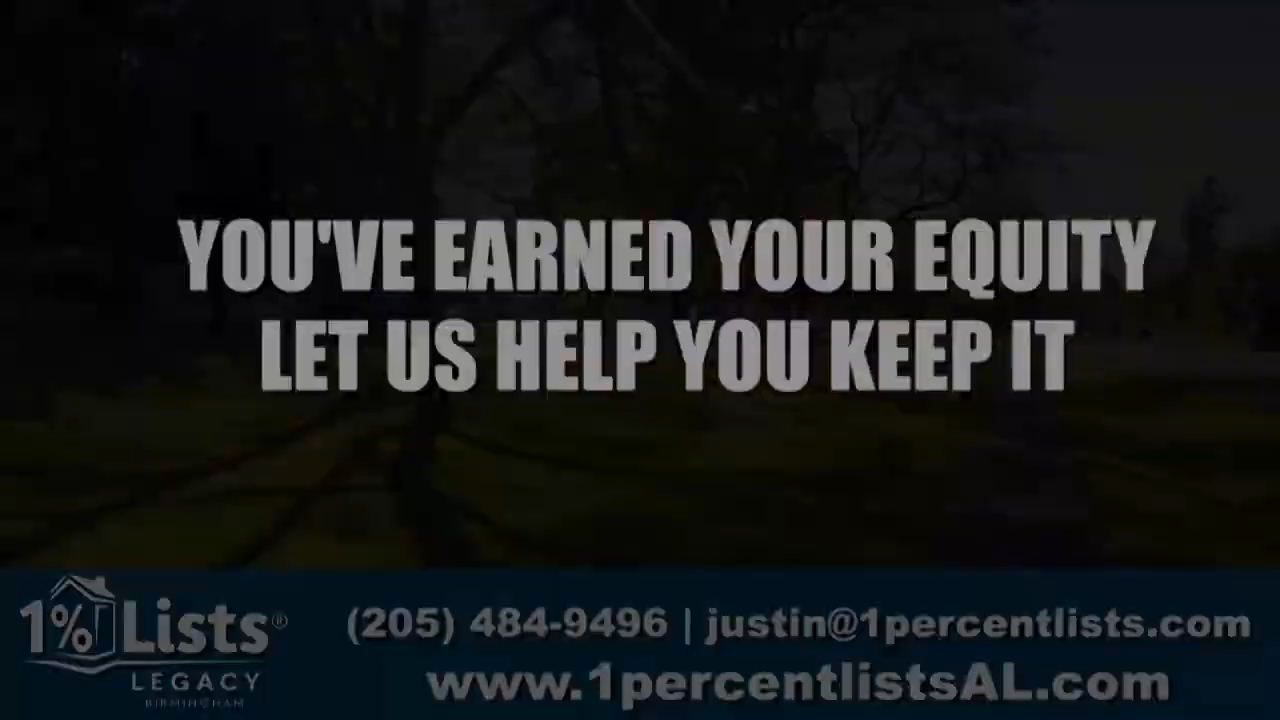 YOU'VE EARNED YOUR EQUITY
LET US HELP YOU KEEP IT
1% Lists®
LEGACY
BIRMINGHAM
(205) 484-9496 | justin@1percentlists.com
www.1percentlistsAL.com